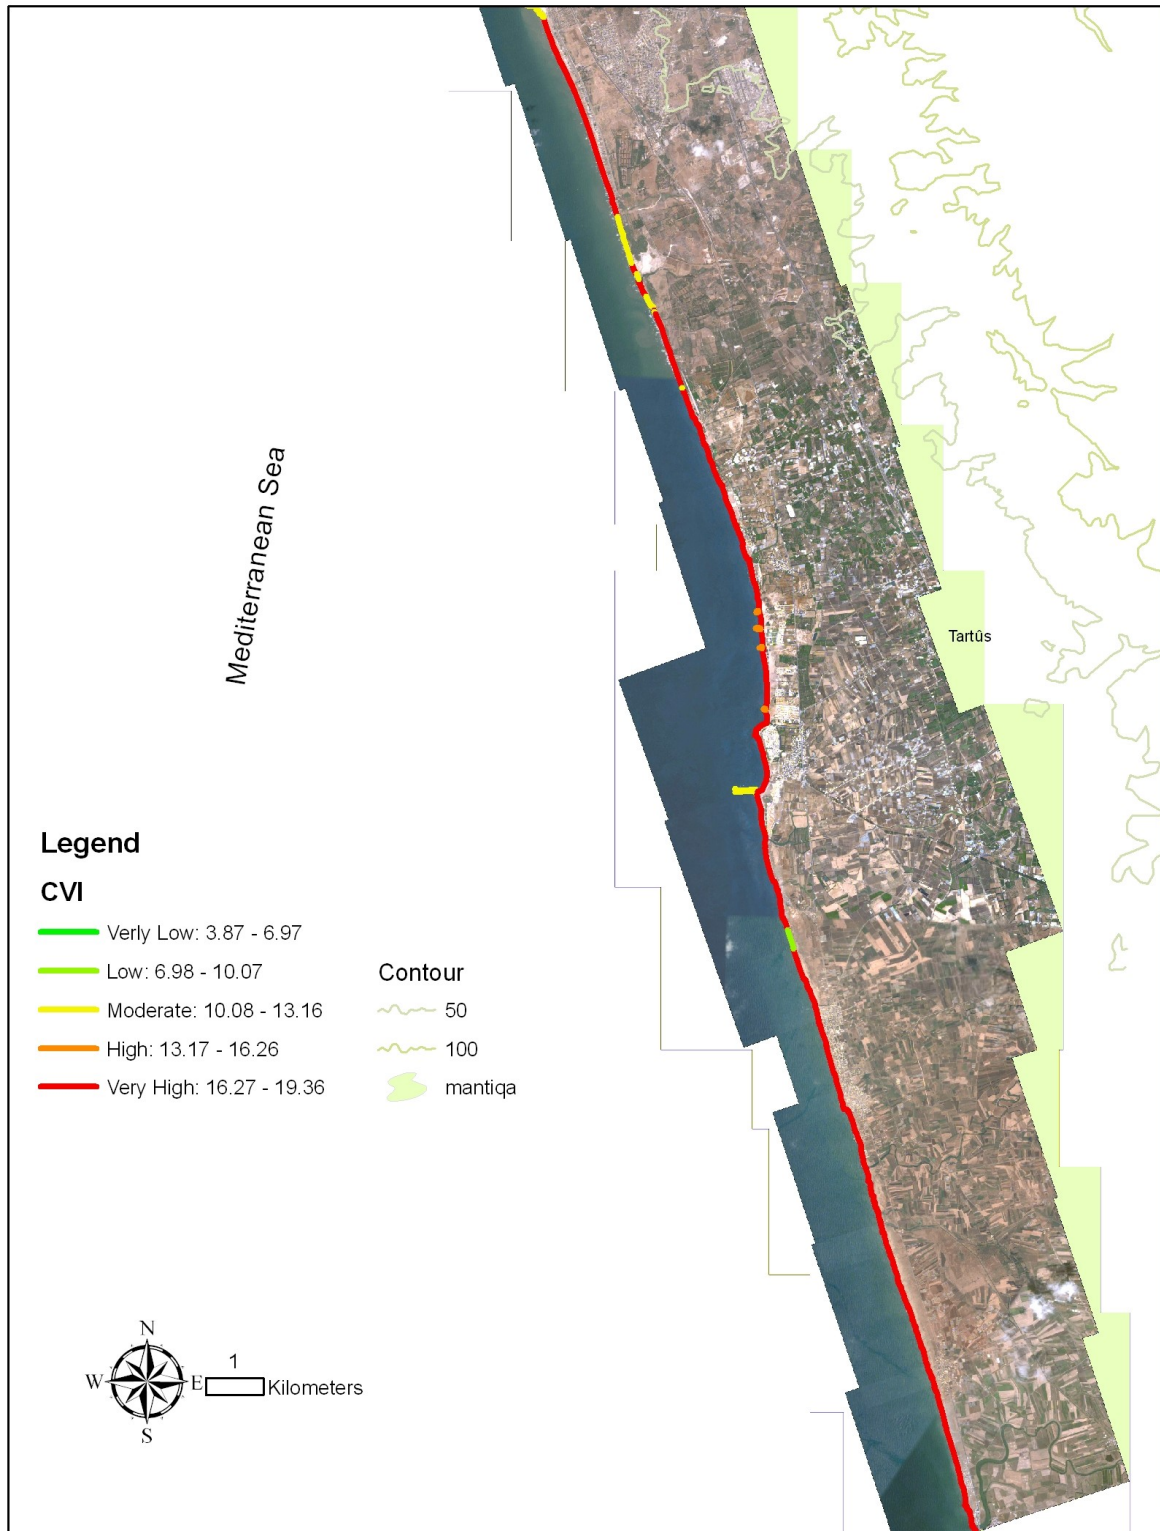 Mediterranean Sea
Tartûs
Legend
CVI
Verly Low: 3.87 - 6.97
Low: 6.98 - 10.07
Moderate: 10.08 - 13.16
High: 13.17 - 16.26
Very High: 16.27 - 19.36
Contour
50
100
mantiqa
N
W
E
S
1
Kilometers